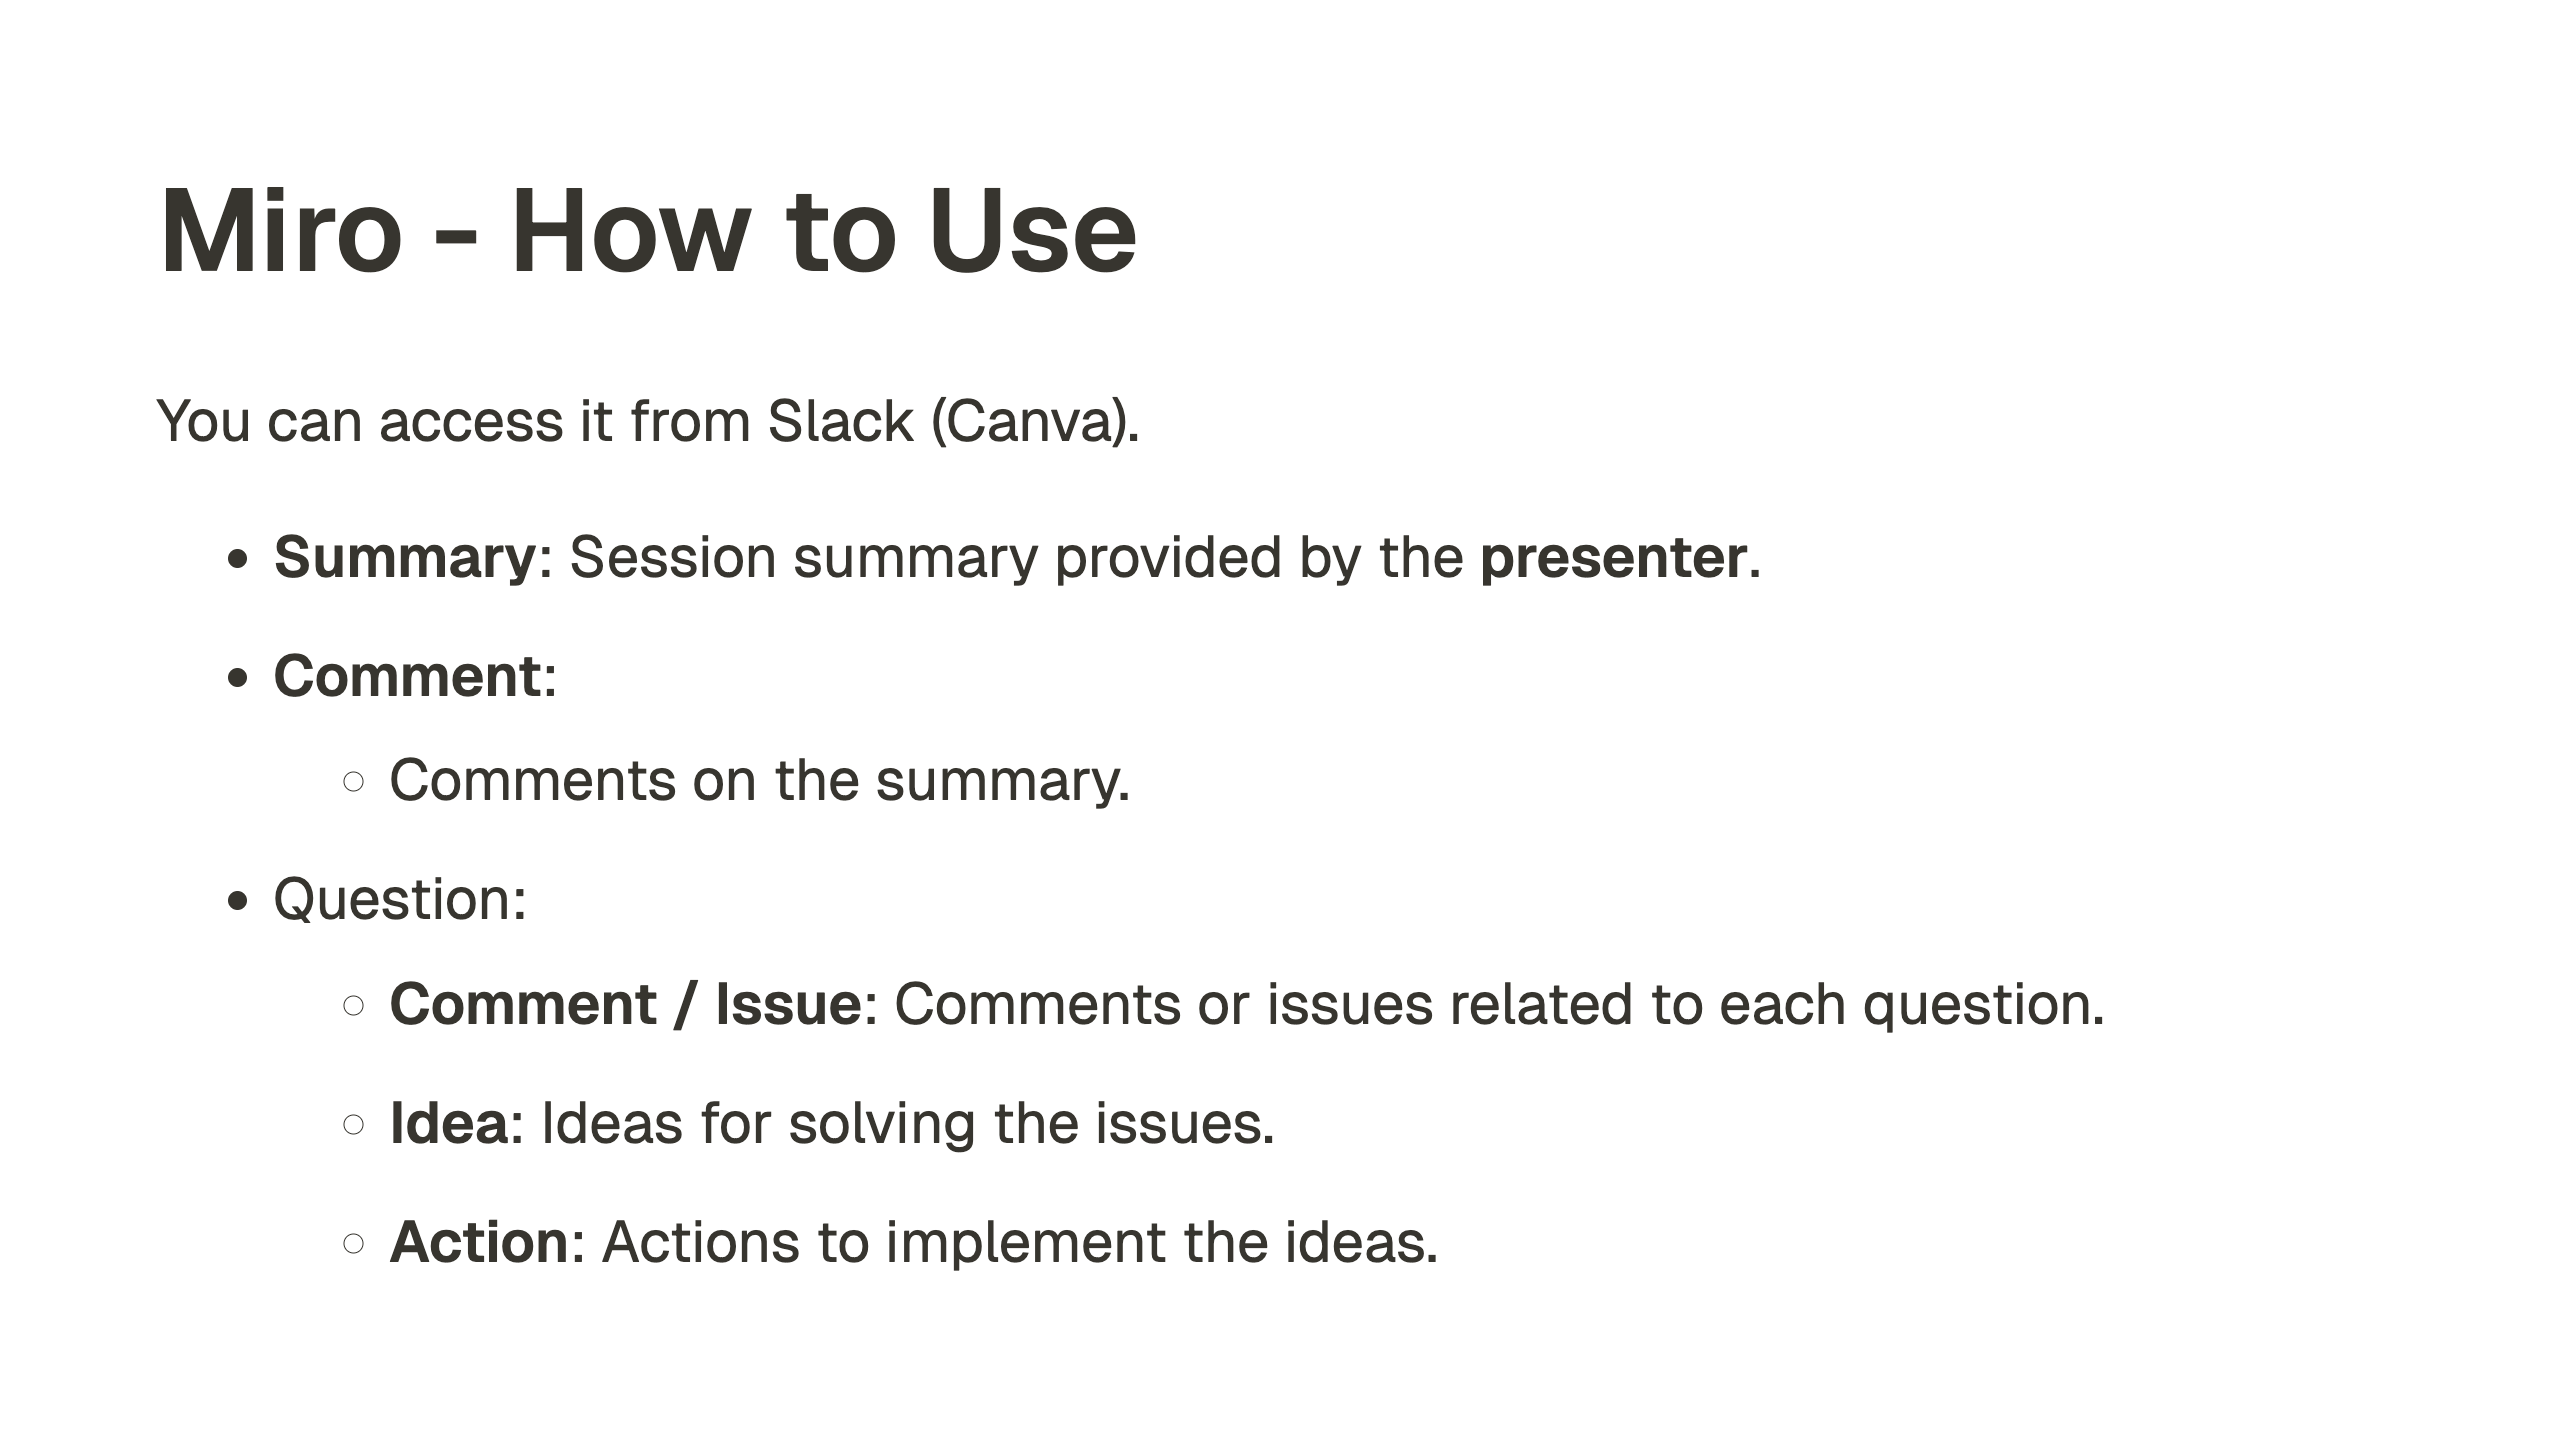 Miro - How to Use
You can access it from Slack (Canva).
• Summary: Session summary provided by the presenter.
• Comment:
◦ Comments on the summary.
• Question:
◦ Comment / Issue: Comments or issues related to each question.
◦ Idea: Ideas for solving the issues.
◦ Action: Actions to implement the ideas.